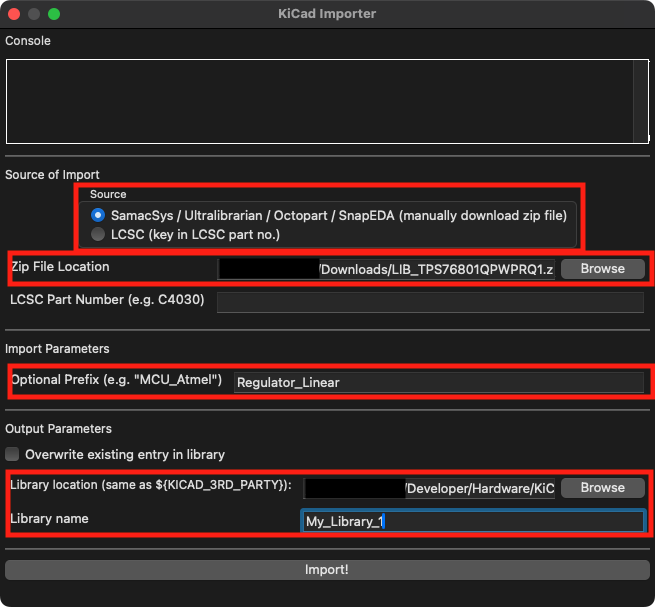 KiCad Importer
Console
Source of Import
Source
SamacSys / Ultralibrarian / Octopart / SnapEDA (manually download zip file)
LCSC (key in LCSC part no.)
Zip File Location /Downloads/LIB_TPS76801QPWPRQ1.z Browse
LCSC Part Number (e.g. C4030)
Import Parameters
Optional Prefix (e.g. "MCU_Atmel") Regulator_Linear
Output Parameters
Overwrite existing entry in library
Library location (same as ${KICAD_3RD_PARTY}): /Developer/Hardware/KiC Browse
Library name My_Library_1
Import!